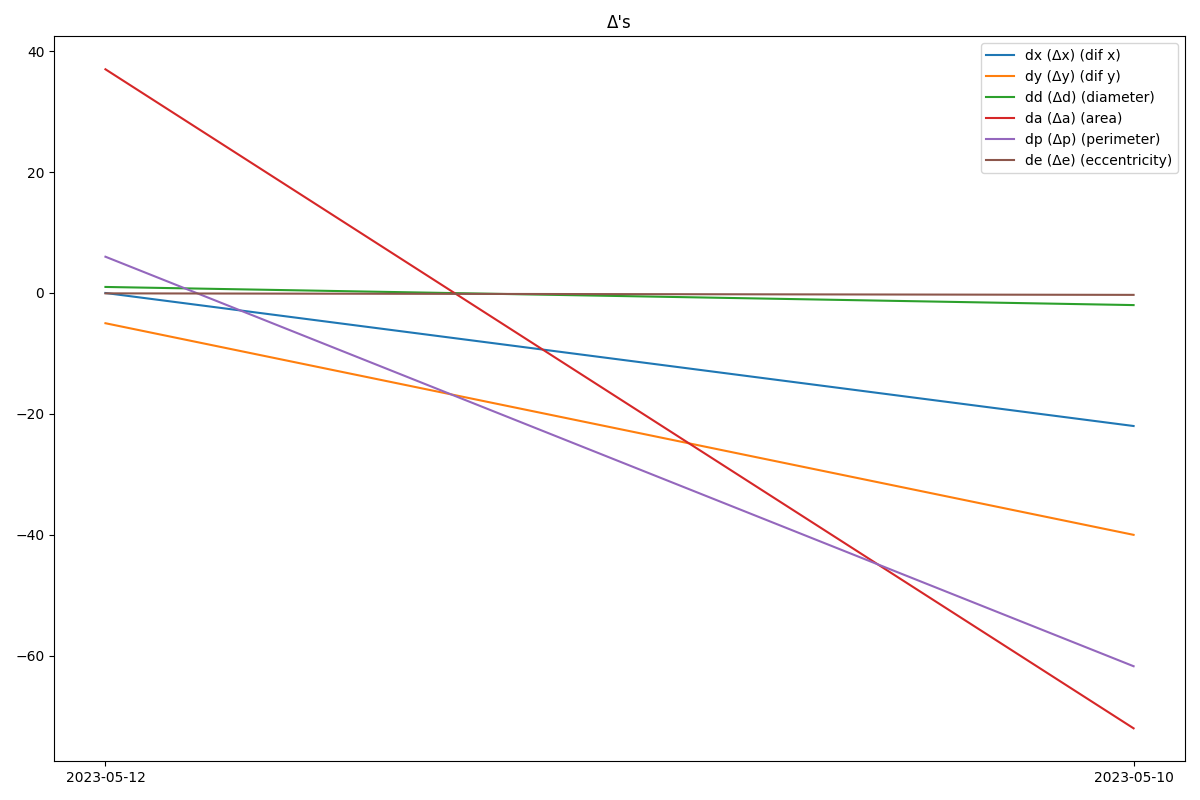 Δ's
dx (Δx) (dif x)
dy (Δy) (dif y)
dd (Δd) (diameter)
da (Δa) (area)
dp (Δp) (perimeter)
de (Δe) (eccentricity)
40
20
0
−20
−40
−60
2023-05-12 2023-05-10